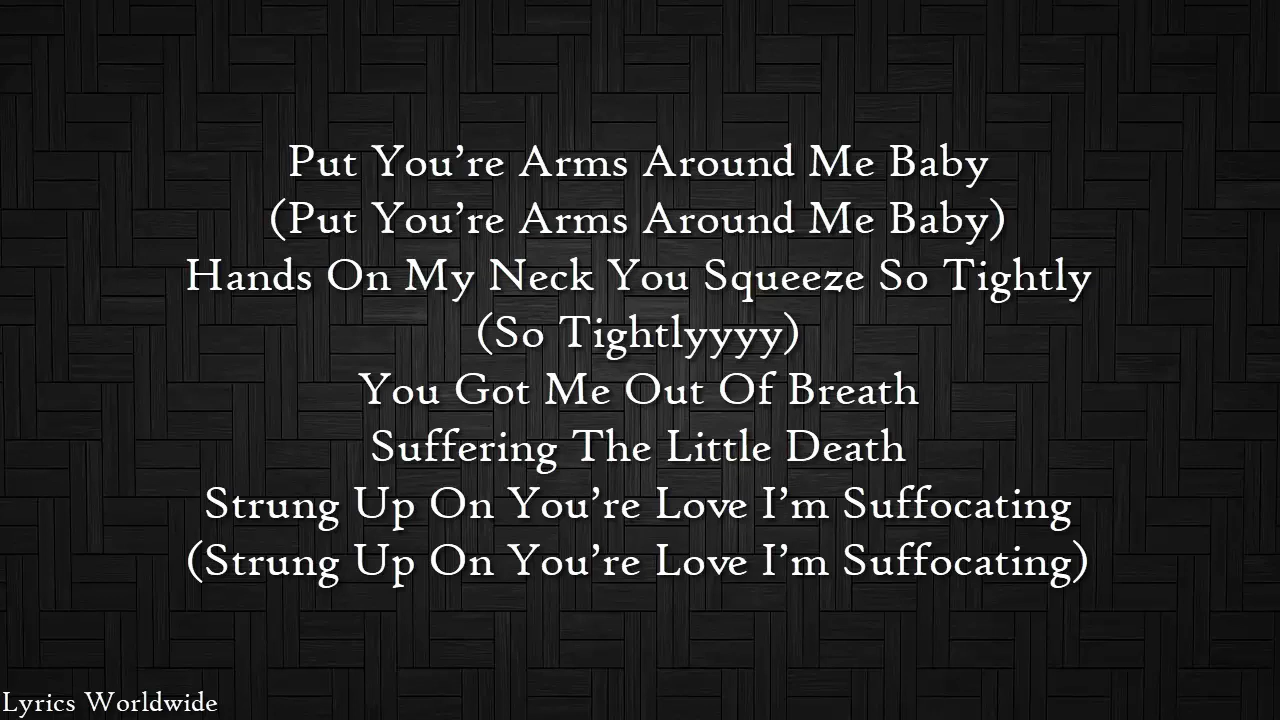 Put You’re Arms Around Me Baby
(Put You’re Arms Around Me Baby)
Hands On My Neck You Squeeze So Tightly
(So Tightlyyyy)
You Got Me Out Of Breath
Suffering The Little Death
Strung Up On You’re Love I’m Suffocating
(Strung Up On You’re Love I’m Suffocating)
Lyrics Worldwide